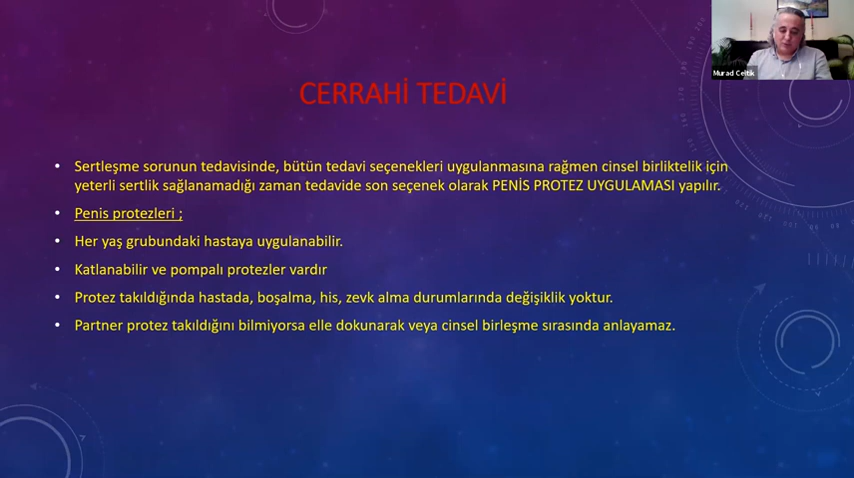 CERRAHİ TEDAVİ
• Sertleşme sorunun tedavisinde, bütün tedavi seçenekleri uygulanmasına rağmen cinsel birliktelik için
yeterli sertlik sağlanamadığı zaman tedavide son seçenek olarak PENİS PROTEZ UYGULAMASI yapılır.
• Penis protezleri ;
• Her yaş grubundaki hastaya uygulanabilir.
• Katlanabilir ve pompalı protezler vardır
• Protez takıldığında hastada, boşalma, his, zevk alma durumlarında değişiklik yoktur.
• Partner protez takıldığını bilmiyorsa elle dokunarak veya cinsel birleşme sırasında anlayamaz.
Murad Çeltik